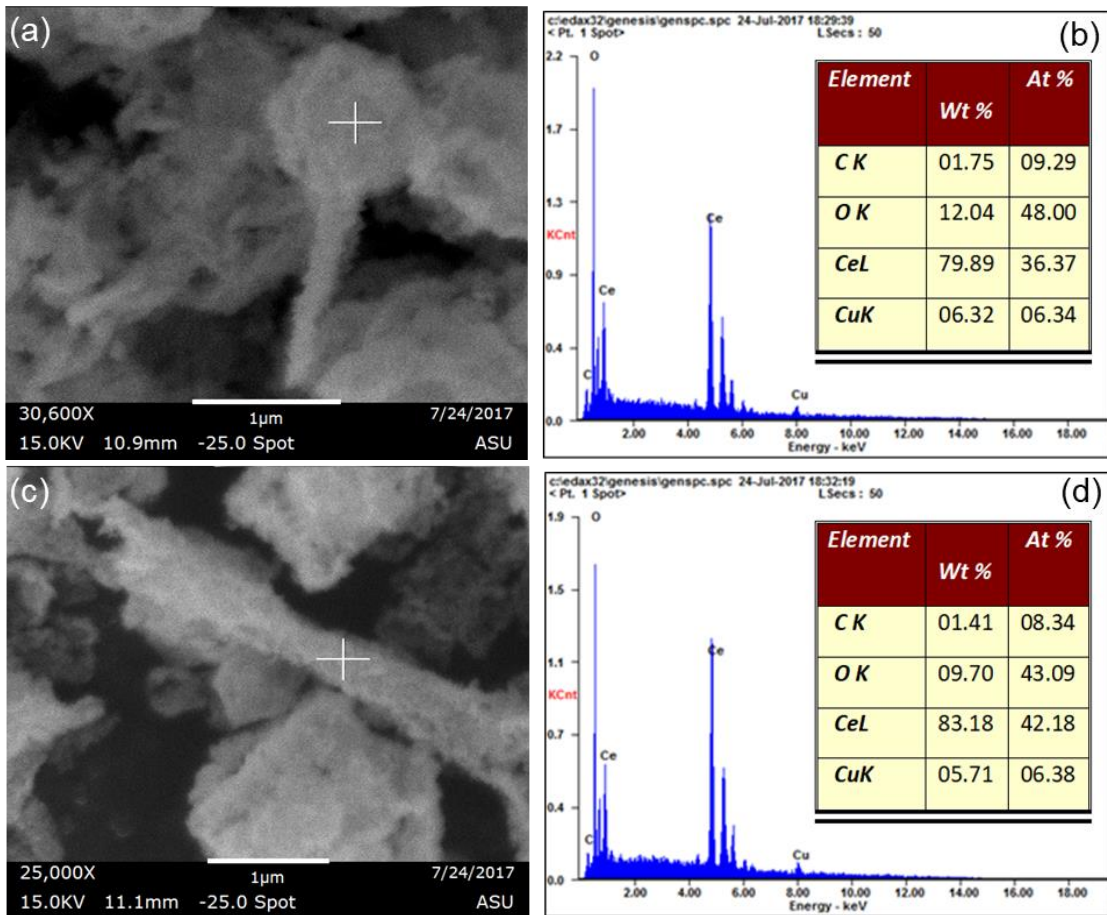 (a)
30,600X 1µm 7/24/2017
15.0KV 10.9mm -25.0 Spot ASU
(b)
c:\edax32\genesis\genspc.spc 24-Jul-2017 18:29:39
< Pt. 1 Spot> LSecs : 50
2.2
1.7
1.3
KCnt
0.9
0.4
0.0
O
Ce
Ce
C
Cu
2.00 4.00 6.00 8.00 10.00 12.00 14.00 16.00 18.00
Energy - keV
Element Wt % At %
C K 01.75 09.29
O K 12.04 48.00
CeL 79.89 36.37
CuK 06.32 06.34
(c)
25,000X 1µm 7/24/2017
15.0KV 11.1mm -25.0 Spot ASU
(d)
c:\edax32\genesis\genspc.spc 24-Jul-2017 18:32:19
< Pt. 1 Spot> LSecs : 50
1.9
1.5
1.1
KCnt
0.7
0.4
0.0
O
Ce
Ce
C
Cu
2.00 4.00 6.00 8.00 10.00 12.00 14.00 16.00 18.00
Energy - keV
Element Wt % At %
C K 01.41 08.34
O K 09.70 43.09
CeL 83.18 42.18
CuK 05.71 06.38